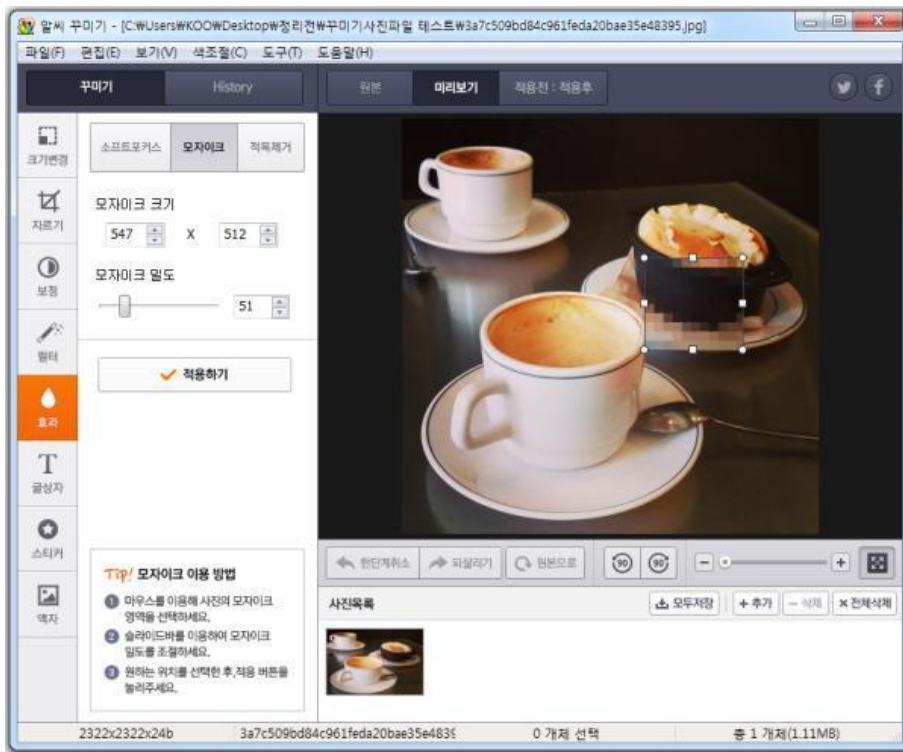 알씨 꾸미기 - [C:₩Users₩KOO₩Desktop₩정리전₩꾸미기사진파일 테스트₩3a7c509bd84c961feda20bae35e48395.jpg]
파일(F) 편집(E) 보기(V) 색조절(C) 도구(T) 도움말(H)
꾸미기 History 원본 미리보기 적용전 : 적용후
크기변경
자르기
보정
필터
효과
글상자
스티커
액자
소프트포커스 모자이크 적목제거
모자이크 크기
547 X 512
모자이크 밀도
51
적용하기
Tip! 모자이크 이용 방법
1 마우스를 이용해 사진의 모자이크
영역을 선택하세요.
2 슬라이드바를 이용하여 모자이크
밀도를 조절하세요.
3 원하는 위치를 선택한 후,적용 버튼을
눌러주세요.
한단계취소 되살리기 원본으로 90 90
사진목록 모두저장 +추가 -삭제 ×전체삭제
2322x2322x24b 3a7c509bd84c961feda20bae35e4839 0 개체 선택 총 1 개체(1.11MB)